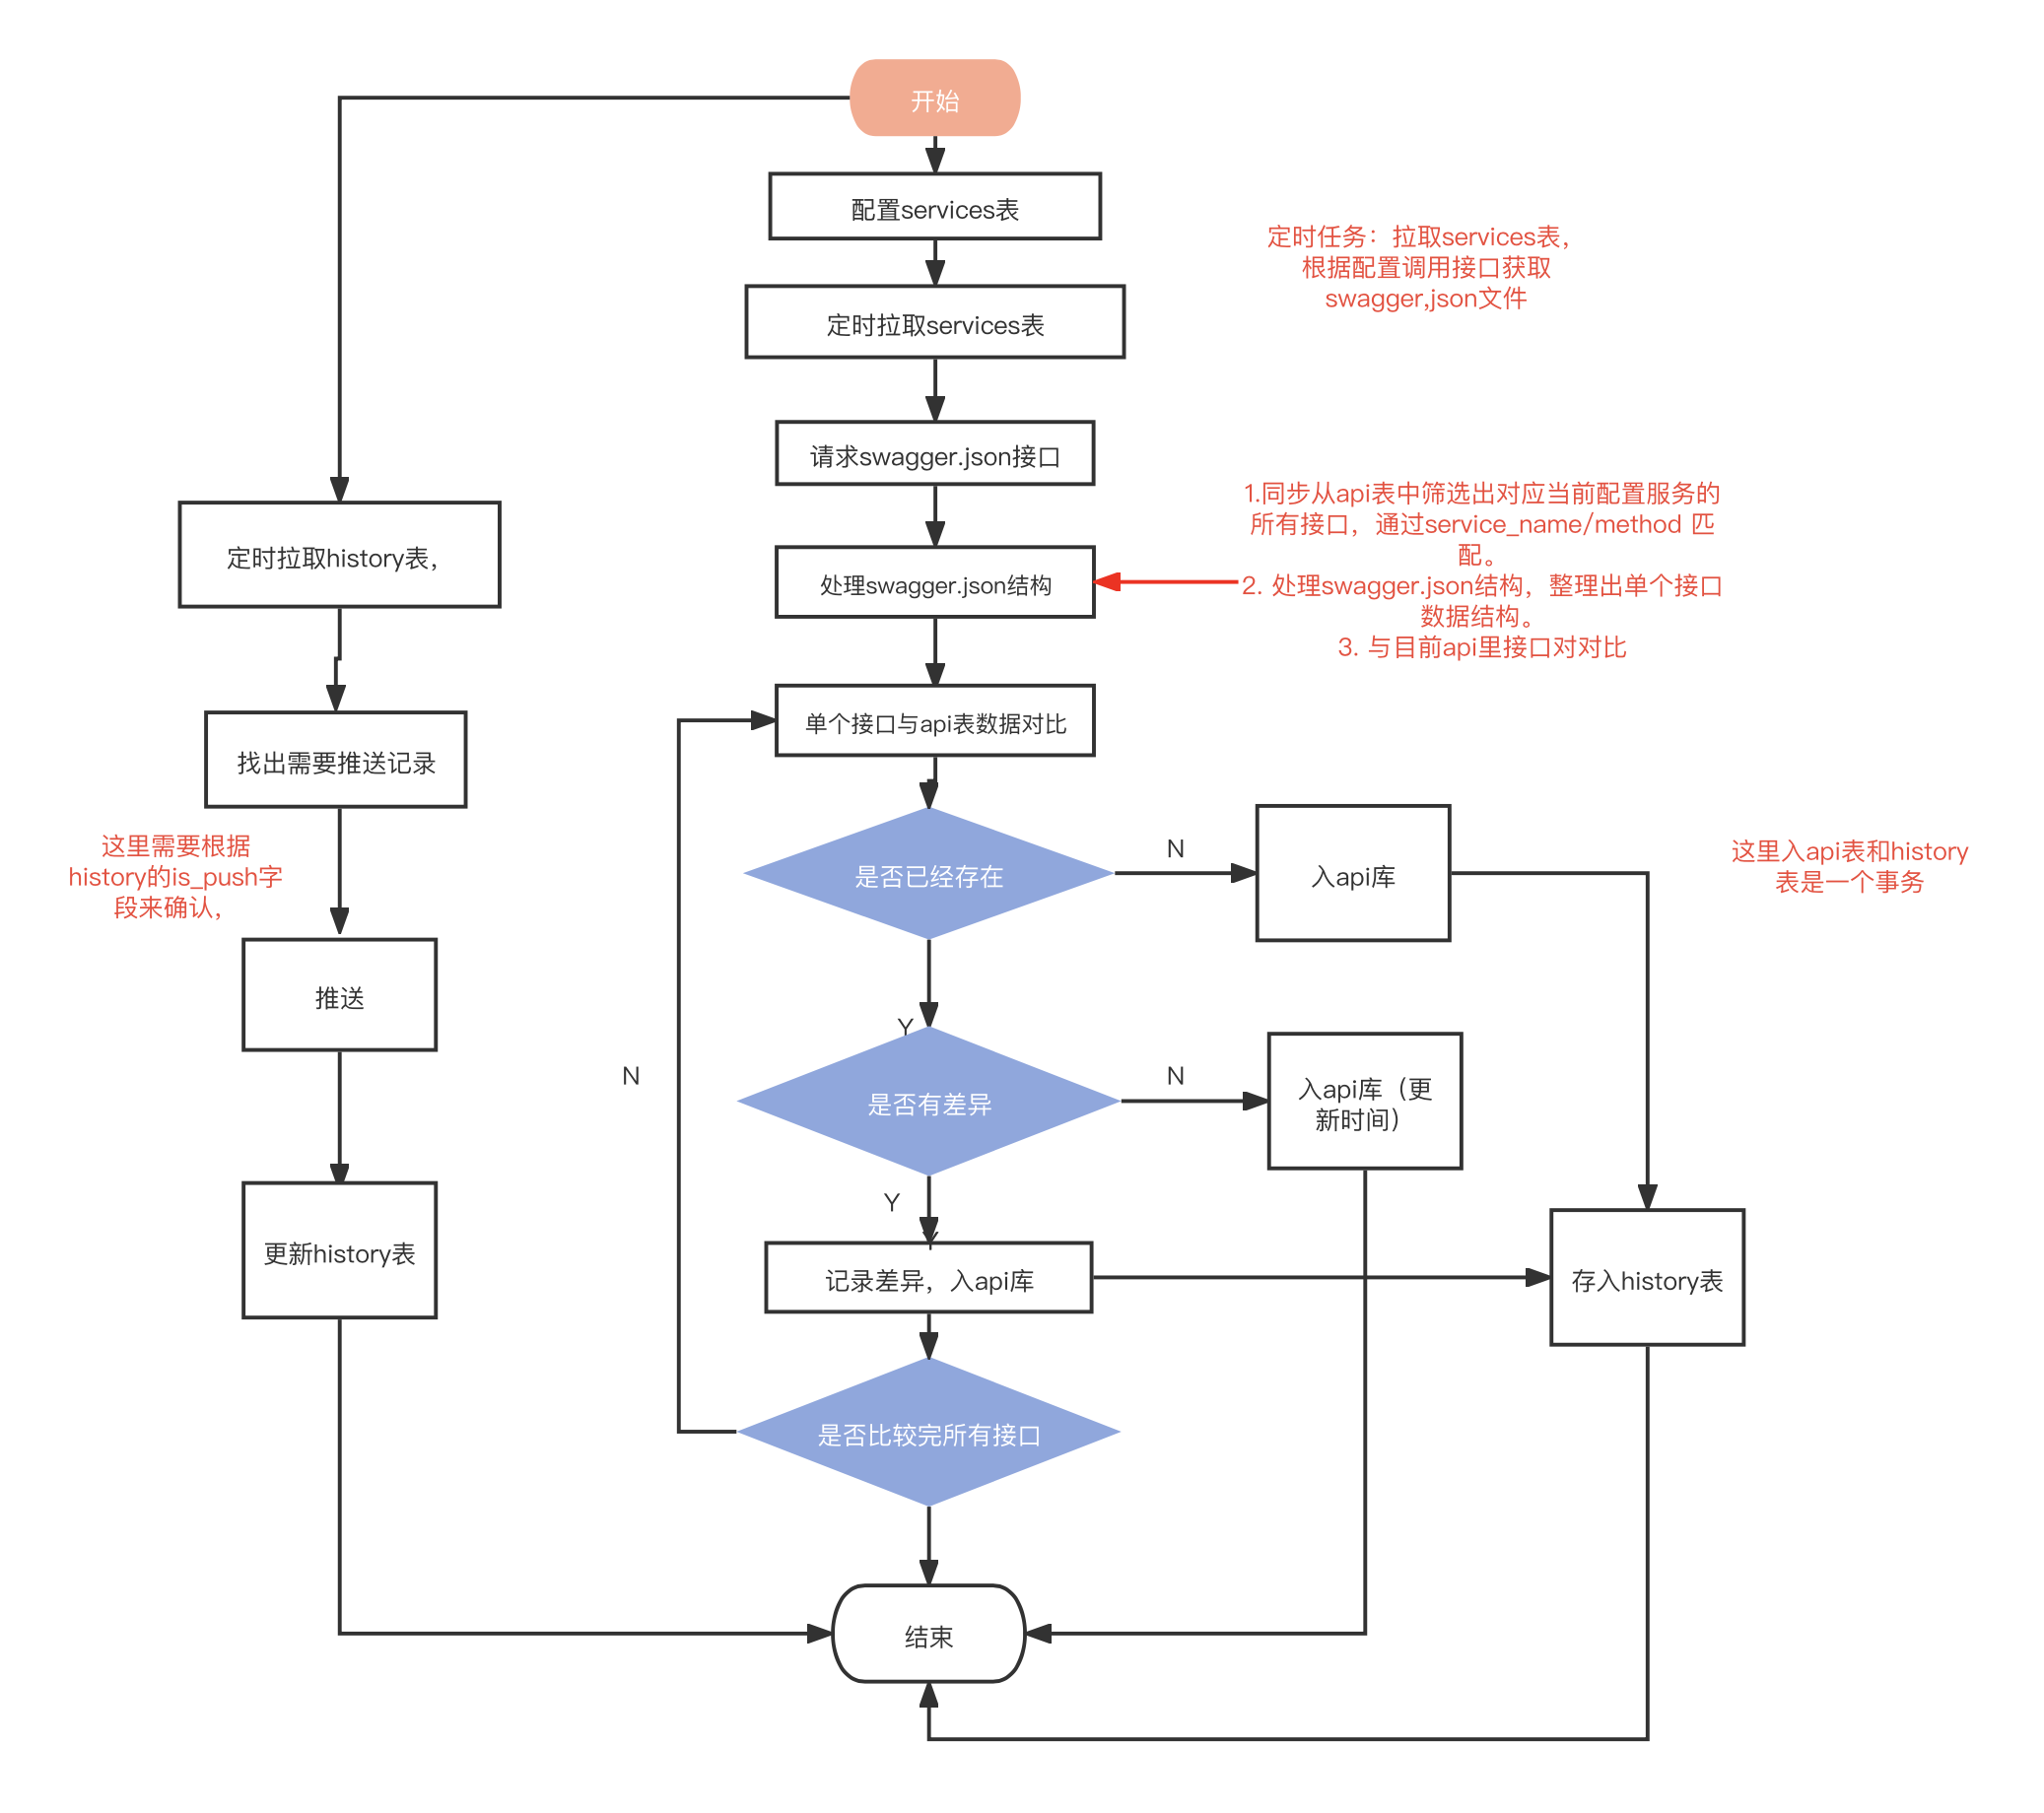 开始
配置services表
定时任务：拉取services表，
根据配置调用接口获取
swagger,json文件
定时拉取services表
请求swagger.json接口
1.同步从api表中筛选出对应当前配置服务的
所有接口，通过service_name/method 匹
配。
2. 处理swagger.json结构，整理出单个接口
数据结构。
3. 与目前api里接口对对比
定时拉取history表，
处理swagger.json结构
单个接口与api表数据对比
找出需要推送记录
这里需要根据
history的is_push字
段来确认，
是否已经存在
N
入api库
这里入api表和history
表是一个事务
推送
Y
N
是否有差异
N
入api库（更
新时间）
Y
Y
更新history表
记录差异，入api库
存入history表
是否比较完所有接口
结束